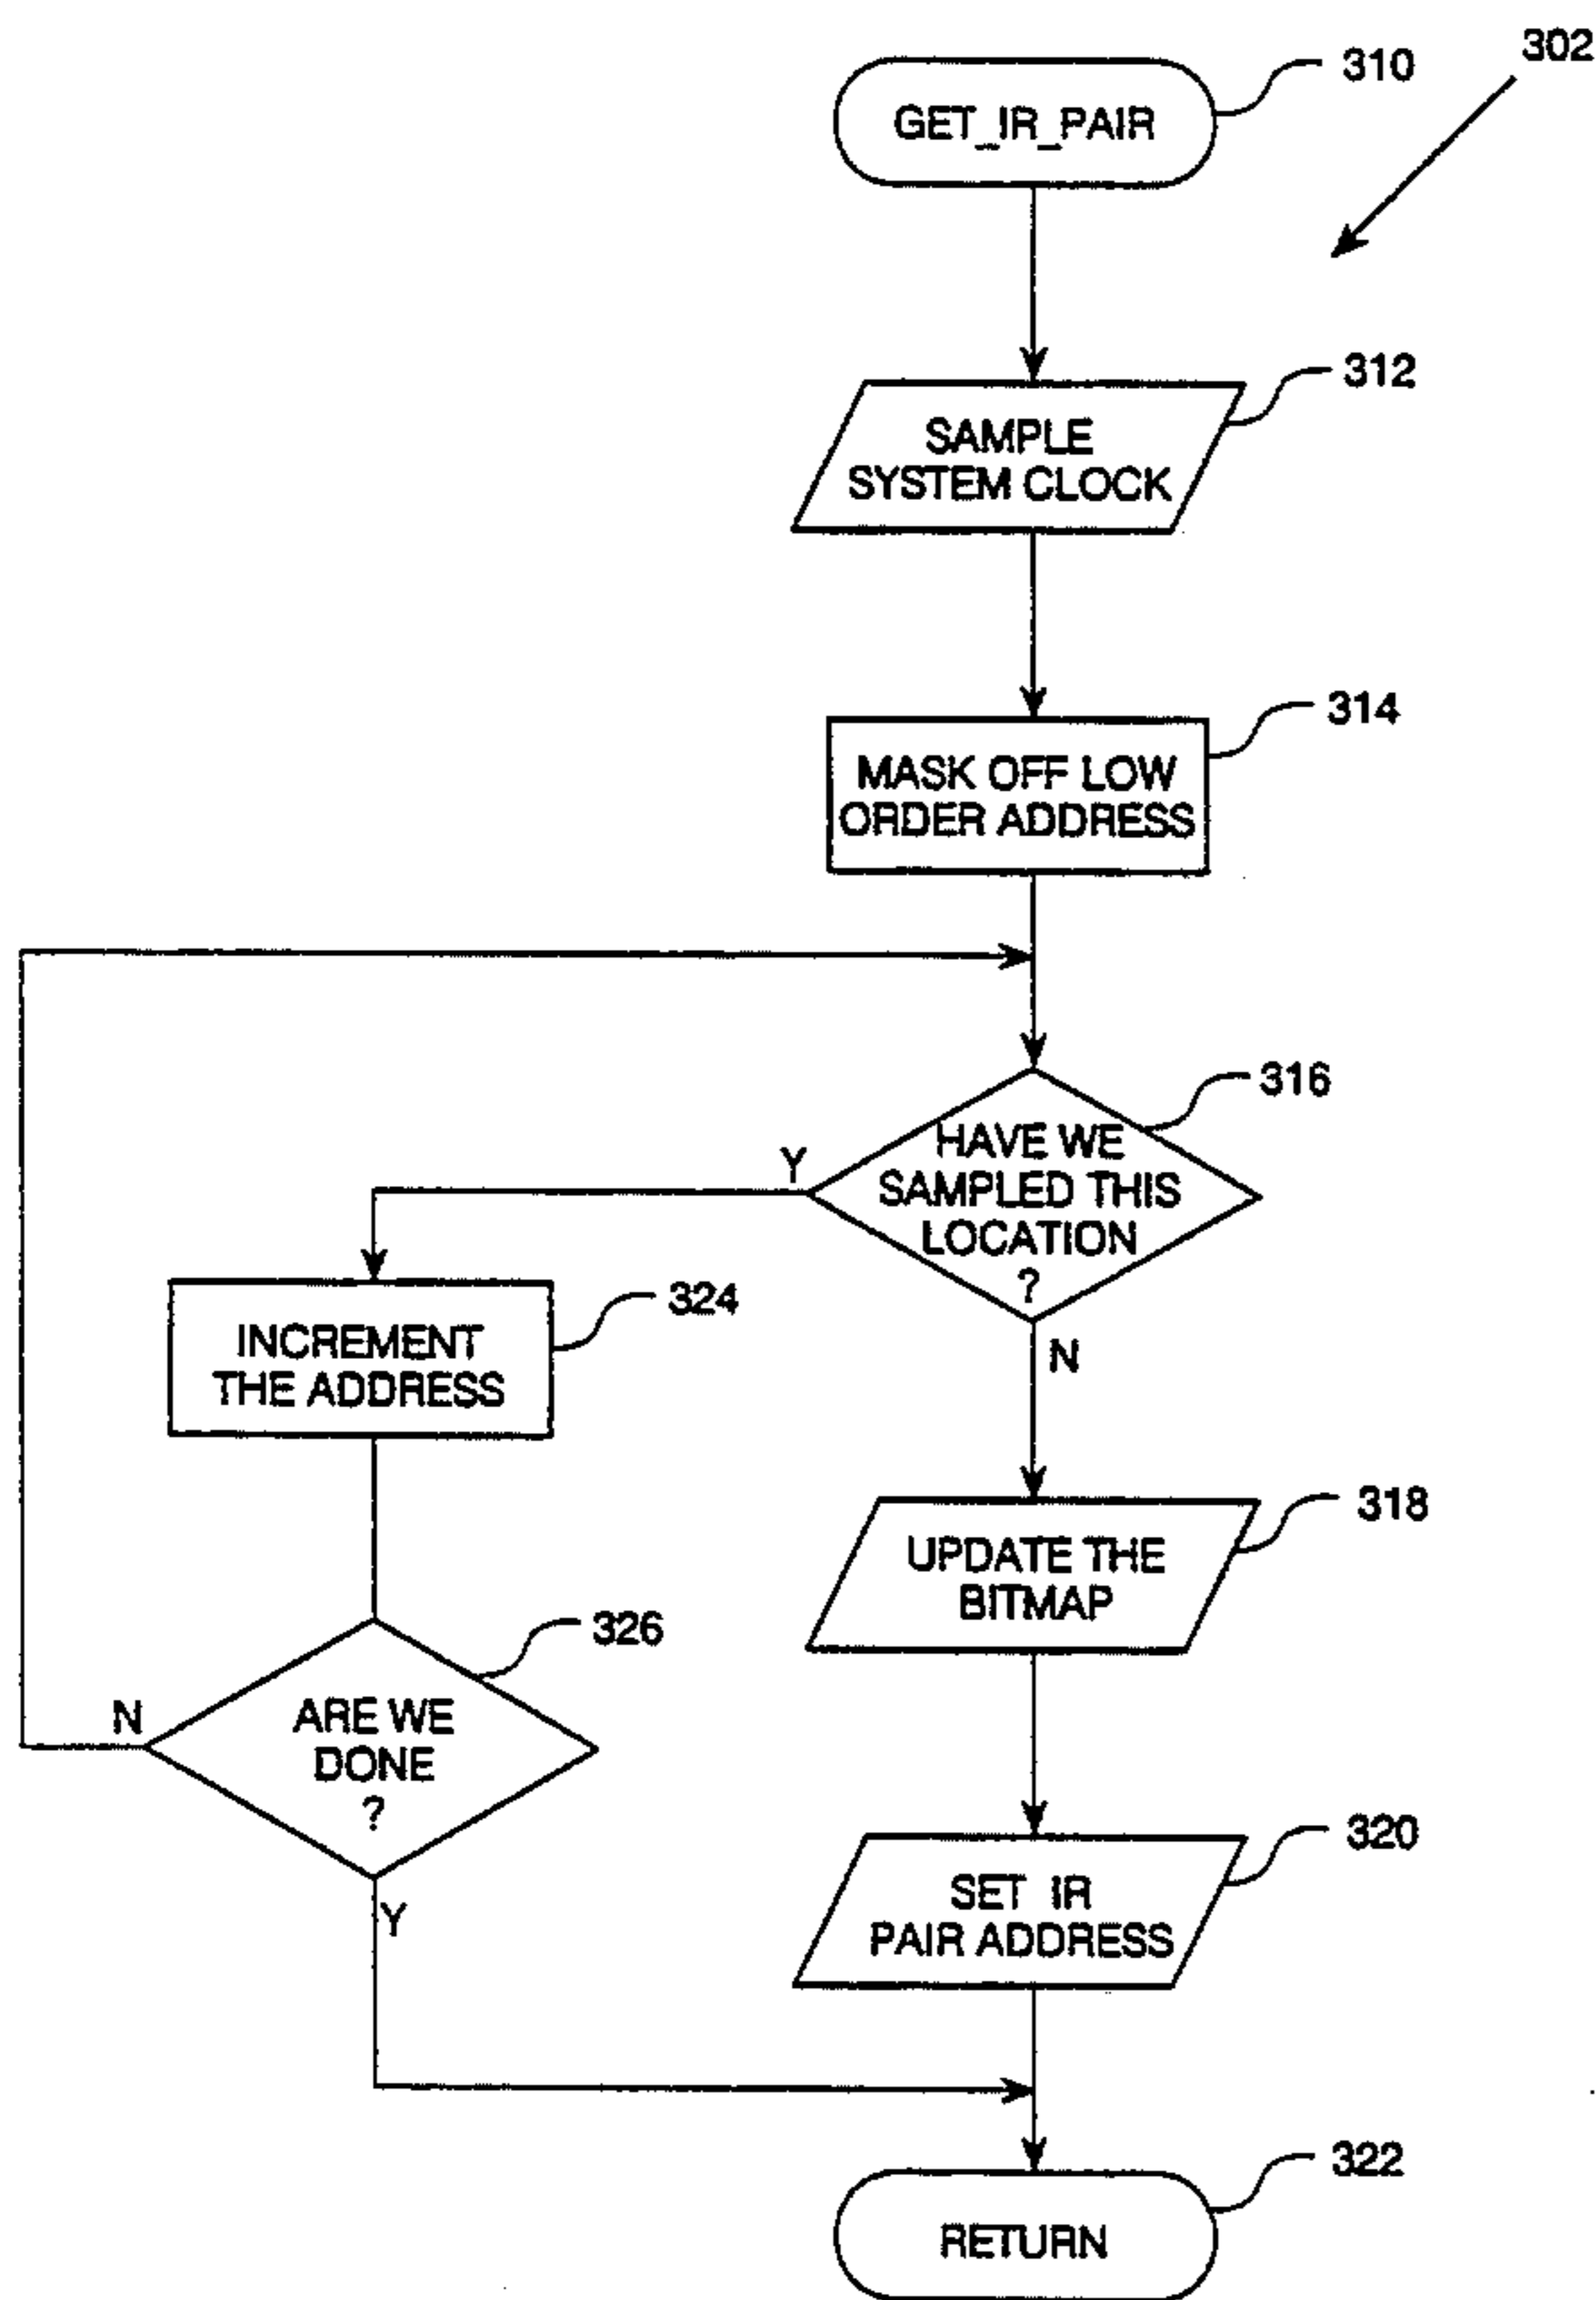 302
310
GET_IR_PAIR
312
SAMPLE
SYSTEM CLOCK
314
MASK OFF LOW
ORDER ADDRESS
316
HAVE WE
SAMPLED THIS
LOCATION
?
Y
N
324
INCREMENT
THE ADDRESS
318
UPDATE THE
BITMAP
326
ARE WE
DONE
?
N
Y
320
SET IR
PAIR ADDRESS
322
RETURN